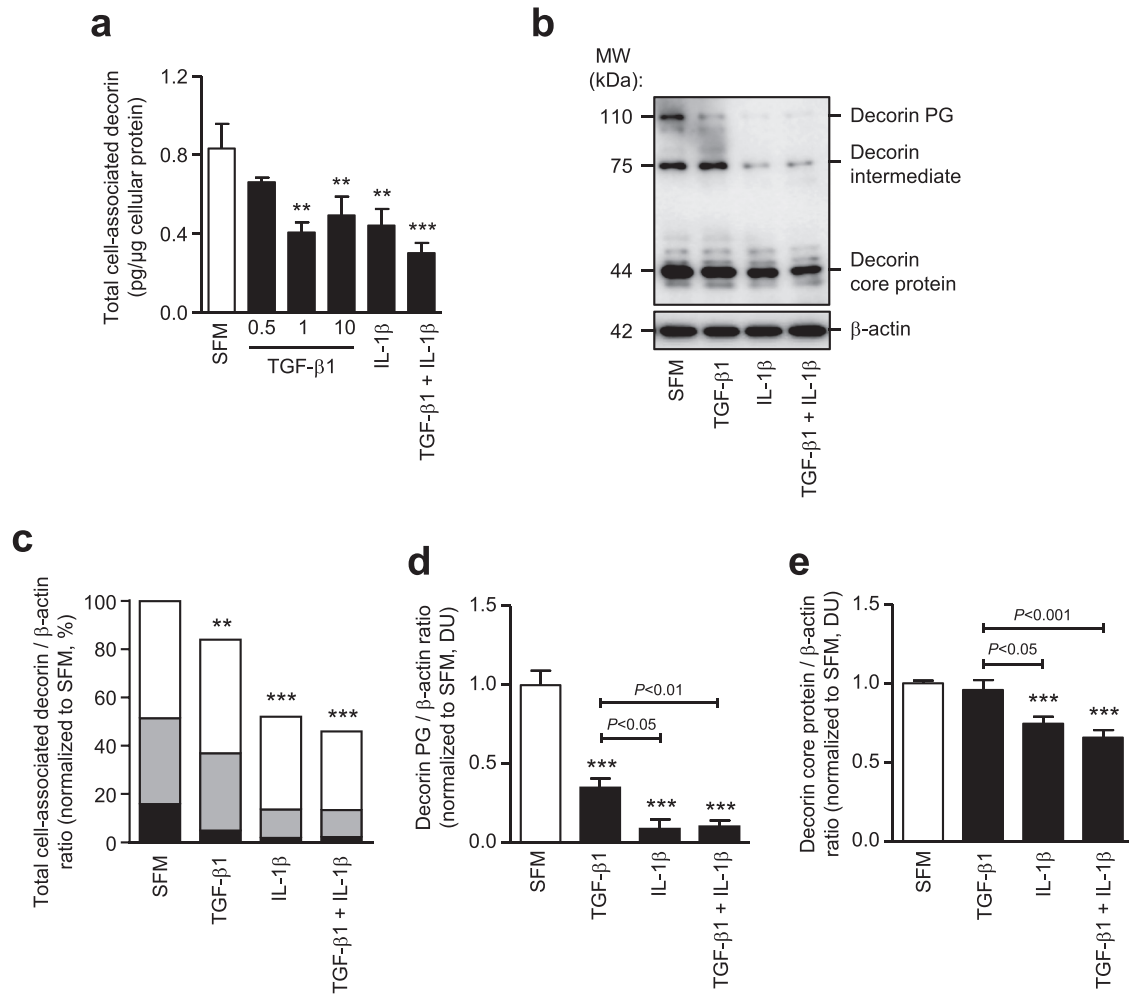 a
Total cell-associated decorin
(pg/μg cellular protein)
1.2
0.8
0.4
0.0
**
**
**
***
SFM
0.5
1
10
TGF-β1
IL-1β
TGF-β1 + IL-1β
b
MW
(kDa):
110
75
44
42
Decorin PG
Decorin
intermediate
Decorin
core protein
β-actin
SFM
TGF-β1
IL-1β
TGF-β1 + IL-1β
c
Total cell-associated decorin / β-actin
ratio (normalized to SFM, %)
100
80
60
40
20
0
**
***
***
SFM
TGF-β1
IL-1β
TGF-β1 + IL-1β
d
Decorin PG / β-actin ratio
(normalized to SFM, DU)
1.5
1.0
0.5
0.0
P<0.01
P<0.05
***
***
***
SFM
TGF-β1
IL-1β
TGF-β1 + IL-1β
e
Decorin core protein / β-actin
ratio (normalized to SFM, DU)
1.5
1.0
0.5
0.0
P<0.001
P<0.05
***
***
SFM
TGF-β1
IL-1β
TGF-β1 + IL-1β